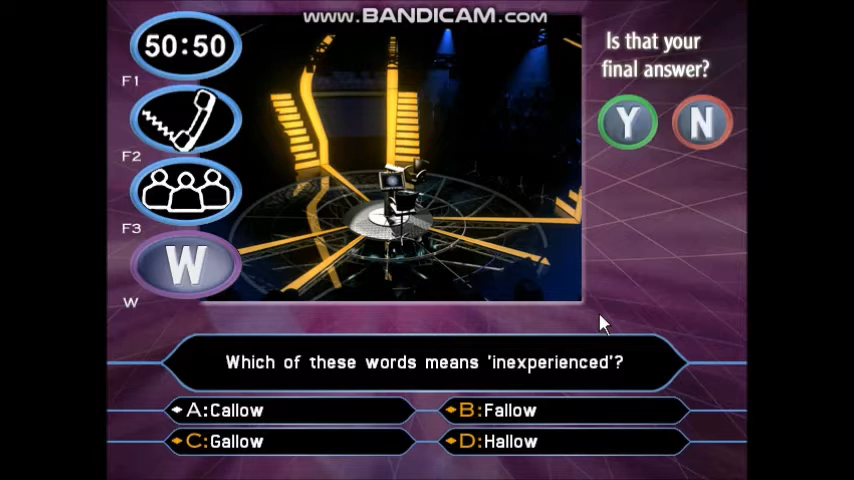 www.BANDICAM.com
50:50
F1
F2
F3
W
W
Is that your
final answer?
Y N
Which of these words means 'inexperienced'?
A:Callow
B:Fallow
C:Gallow
D:Hallow